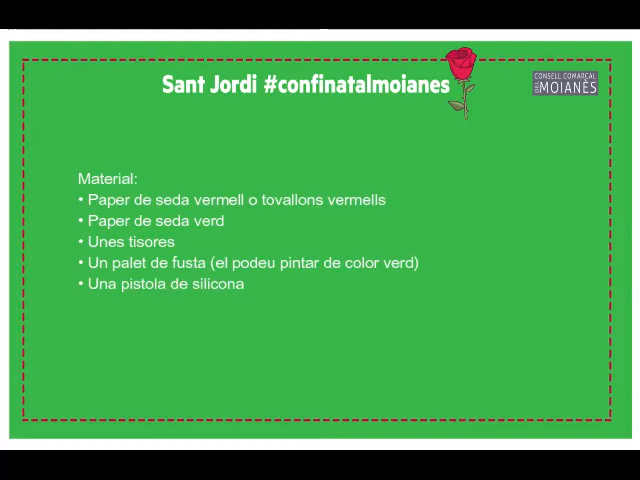 Sant Jordi #confinatalmoianes
CONSELL COMARCAL
DEL MOIANÈS
Material:
• Paper de seda vermell o tovallons vermells
• Paper de seda verd
• Unes tisores
• Un palet de fusta (el podeu pintar de color verd)
• Una pistola de silicona